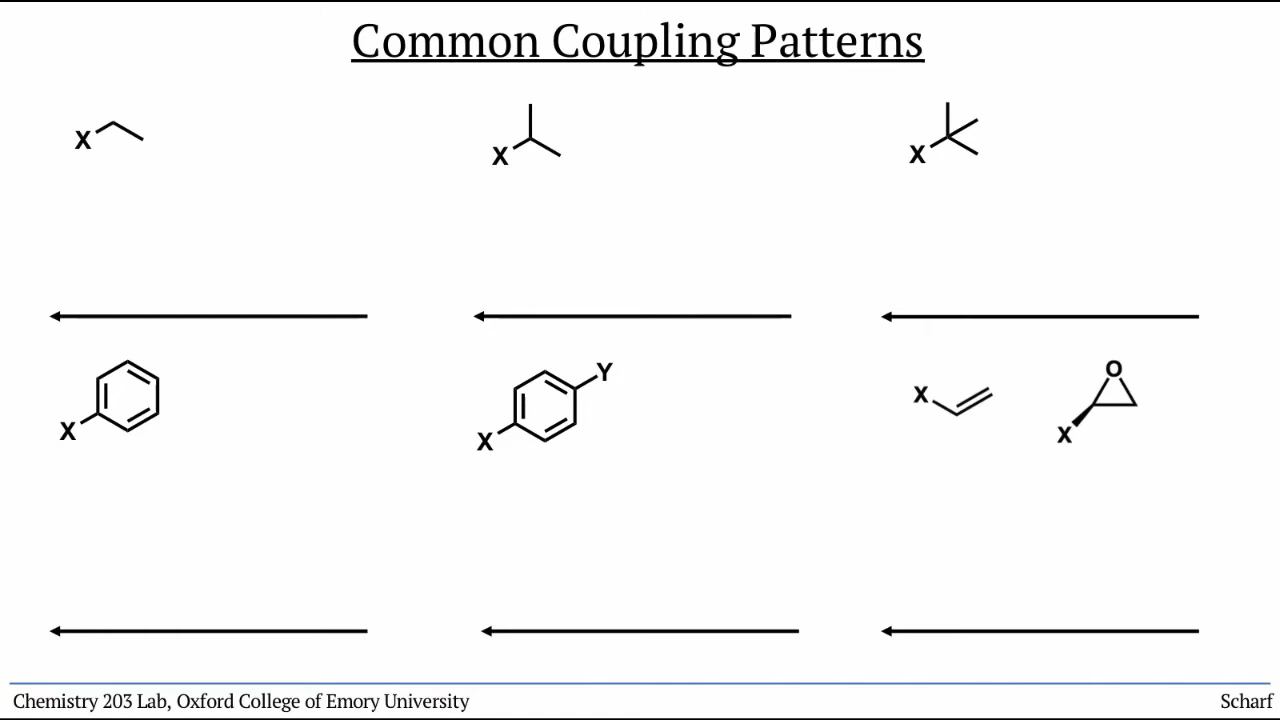 Common Coupling Patterns
X
X
X
X
X Y
X
X O
Chemistry 203 Lab, Oxford College of Emory University
Scharf